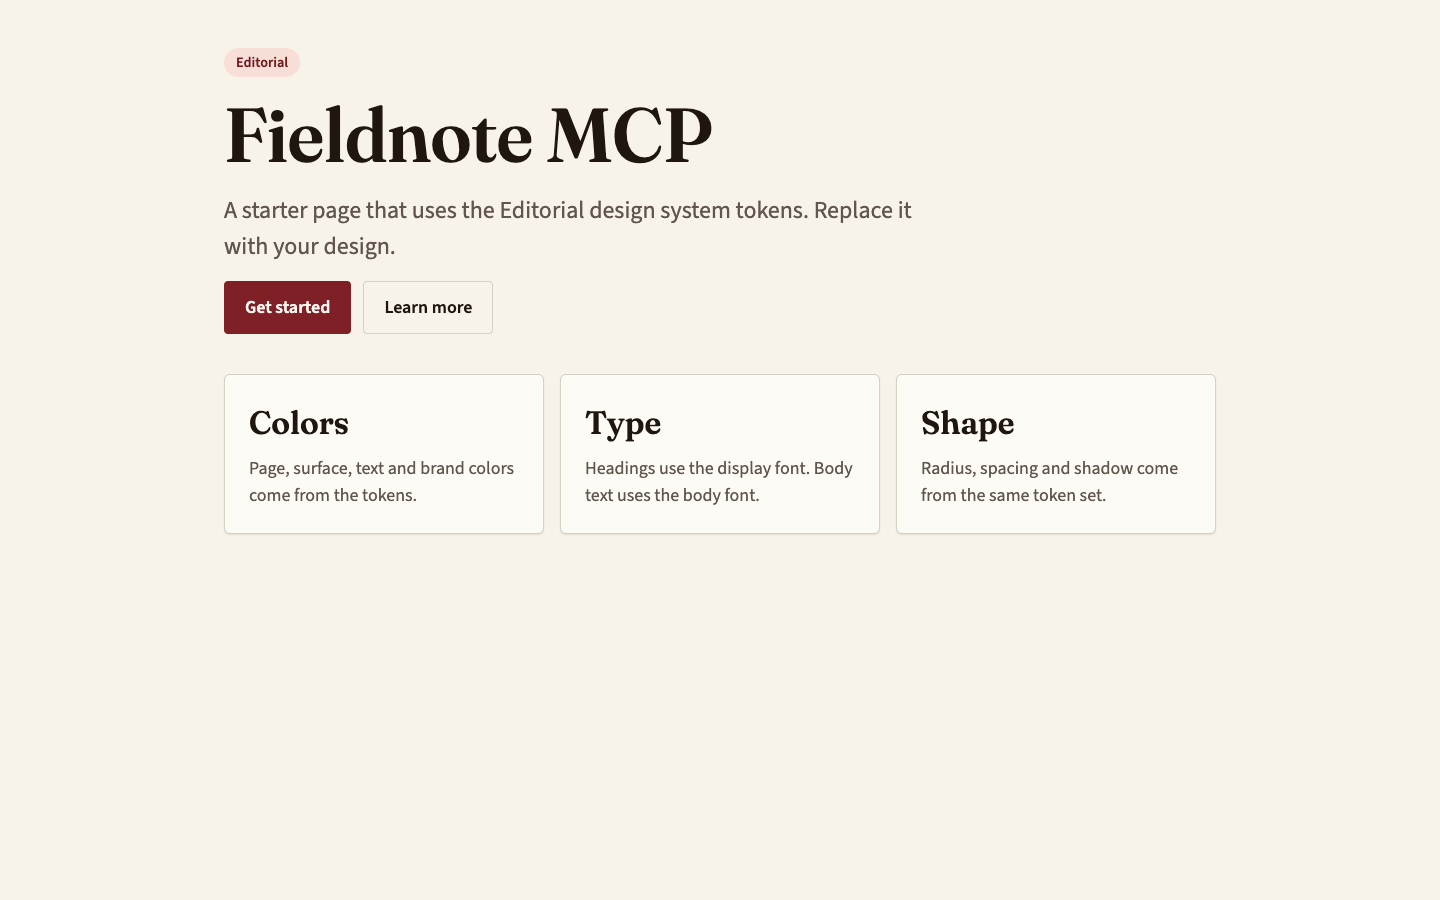 Editorial
Fieldnote MCP
A starter page that uses the Editorial design system tokens. Replace it
with your design.
Get started
Learn more
Colors
Page, surface, text and brand colors
come from the tokens.
Type
Headings use the display font. Body
text uses the body font.
Shape
Radius, spacing and shadow come
from the same token set.